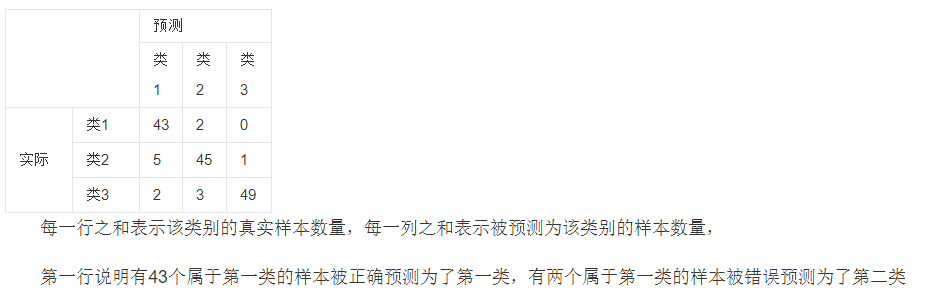 预测
类 类 类
1 2 3
类1 43 2 0
实际 类2 5 45 1
类3 2 3 49
每一行之和表示该类别的真实样本数量，每一列之和表示被预测为该类别的样本数量，
第一行说明有43个属于第一类的样本被正确预测为了第一类，有两个属于第一类的样本被错误预测为了第二类